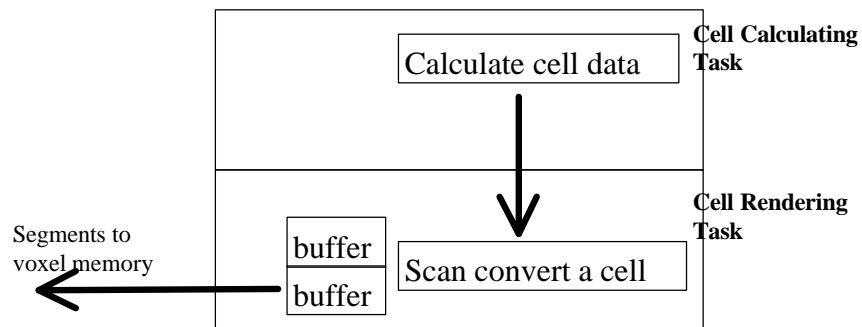 Cell Calculating
Task
Calculate cell data
Cell Rendering
Task
Segments to
voxel memory
buffer
buffer
Scan convert a cell